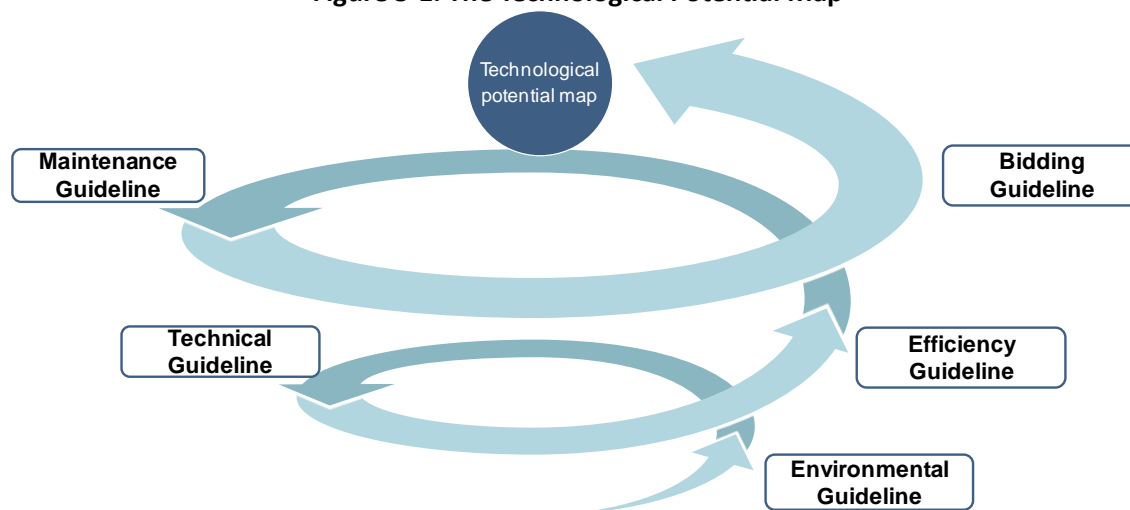 Technological
potential map
Maintenance
Guideline
Bidding
Guideline
Technical
Guideline
Efficiency
Guideline
Environmental
Guideline